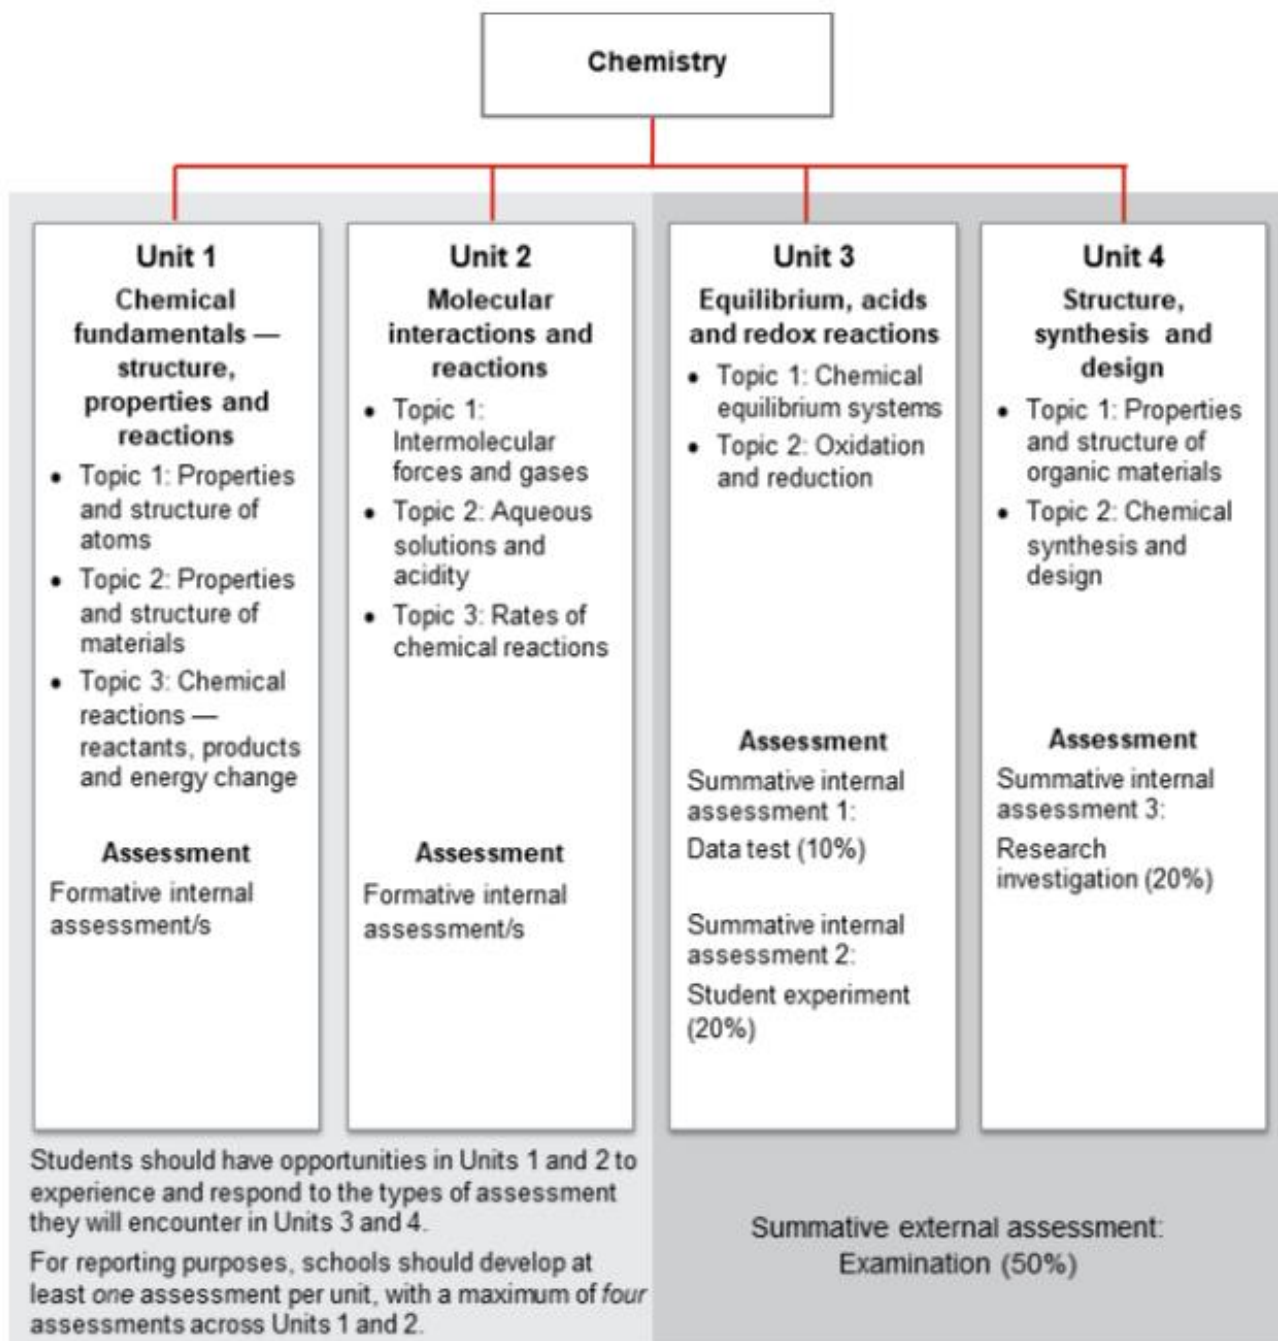 Chemistry
Unit 1
Chemical
fundamentals —
structure,
properties and
reactions
• Topic 1: Properties
and structure of
atoms
• Topic 2: Properties
and structure of
materials
• Topic 3: Chemical
reactions —
reactants, products
and energy change
Assessment
Formative internal
assessment/s
Unit 2
Molecular
interactions and
reactions
• Topic 1:
Intermolecular
forces and gases
• Topic 2: Aqueous
solutions and
acidity
• Topic 3: Rates of
chemical reactions
Assessment
Formative internal
assessment/s
Unit 3
Equilibrium, acids
and redox reactions
• Topic 1: Chemical
equilibrium systems
• Topic 2: Oxidation
and reduction
Assessment
Summative internal
assessment 1:
Data test (10%)
Summative internal
assessment 2:
Student experiment
(20%)
Unit 4
Structure,
synthesis and
design
• Topic 1: Properties
and structure of
organic materials
• Topic 2: Chemical
synthesis and
design
Assessment
Summative internal
assessment 3:
Research
investigation (20%)
Students should have opportunities in Units 1 and 2 to
experience and respond to the types of assessment
they will encounter in Units 3 and 4.
For reporting purposes, schools should develop at
least one assessment per unit, with a maximum of four
assessments across Units 1 and 2.
Summative external assessment:
Examination (50%)